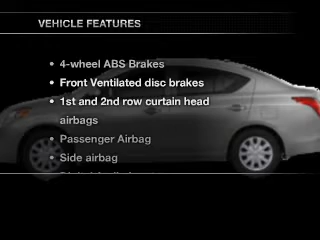 VEHICLE FEATURES
• 4-wheel ABS Brakes
• Front Ventilated disc brakes
• 1st and 2nd row curtain head
airbags
• Passenger Airbag
• Side airbag